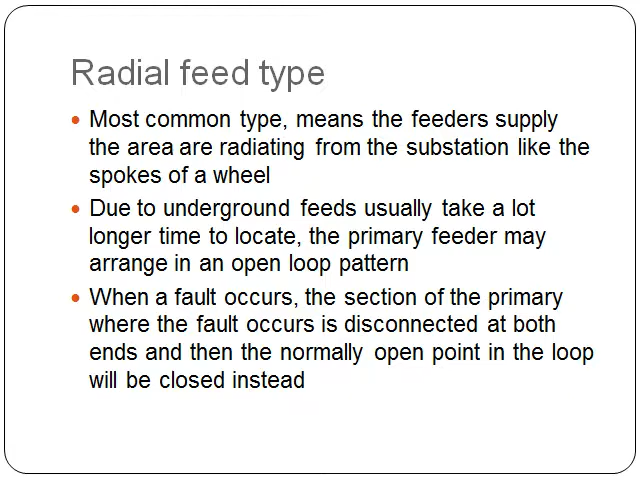 Radial feed type
Most common type, means the feeders supply
the area are radiating from the substation like the
spokes of a wheel
Due to underground feeds usually take a lot
longer time to locate, the primary feeder may
arrange in an open loop pattern
When a fault occurs, the section of the primary
where the fault occurs is disconnected at both
ends and then the normally open point in the loop
will be closed instead